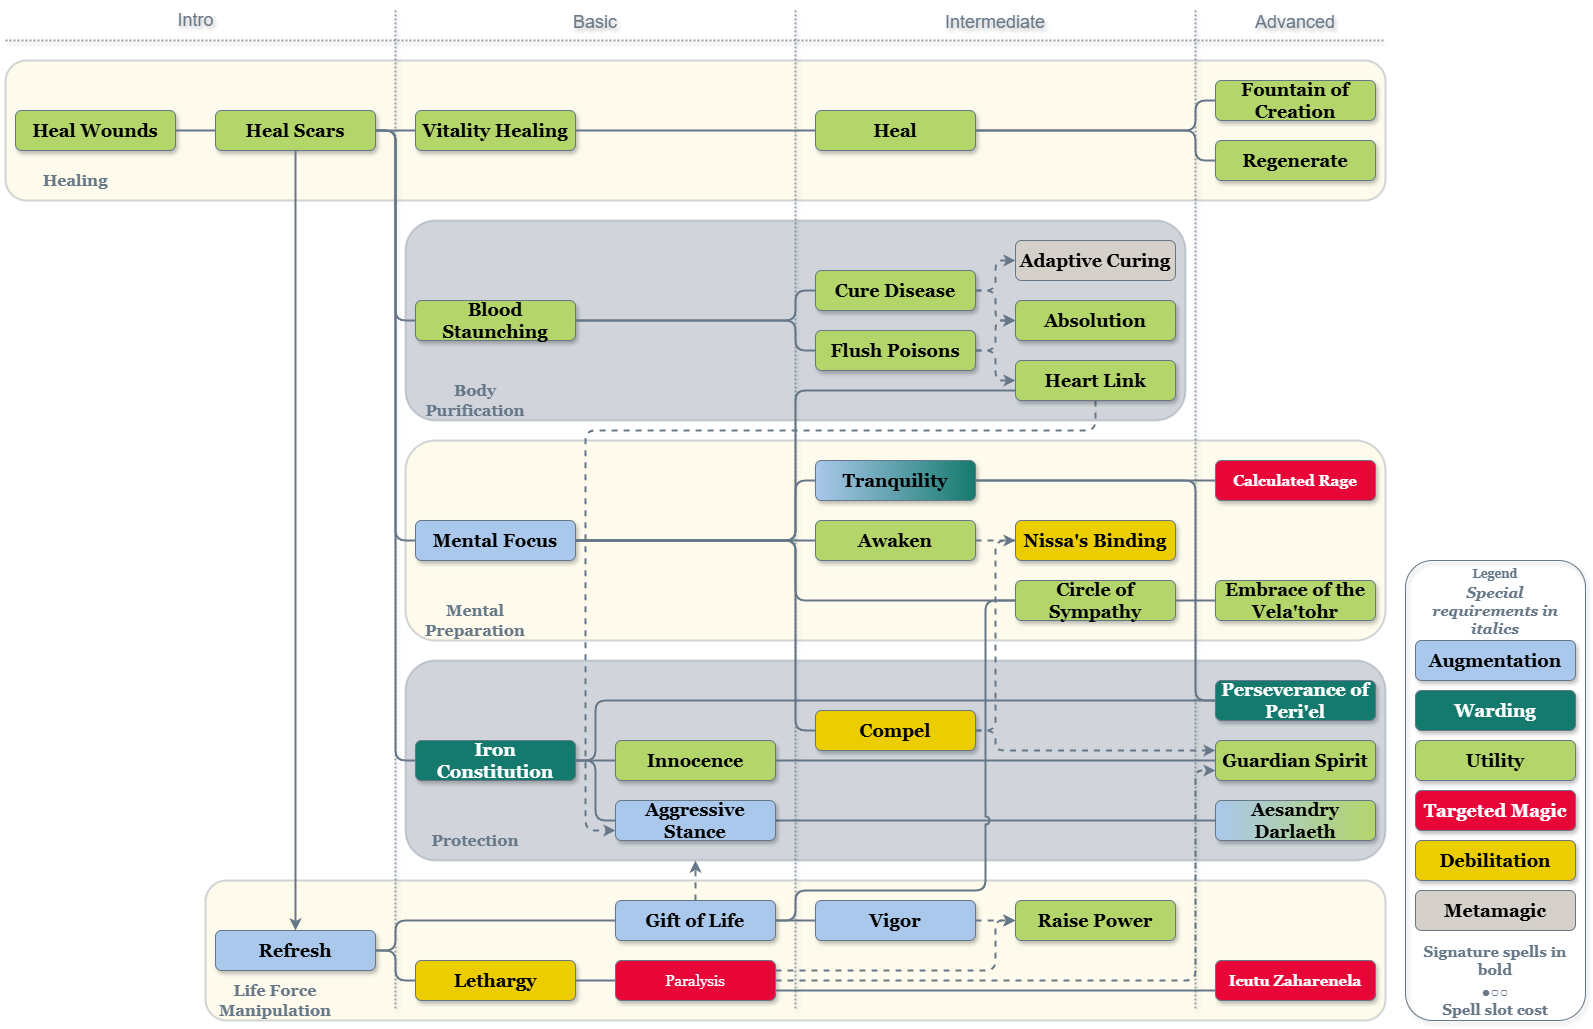 Intro
Basic
Intermediate
Advanced
Heal Wounds
Heal Scars
Vitality Healing
Heal
Fountain of
Creation
Regenerate
Healing
Blood
Staunching
Cure Disease
Flush Poisons
Adaptive Curing
Absolution
Heart Link
Body
Purification
Mental Focus
Tranquility
Awaken
Nissa's Binding
Circle of
Sympathy
Calculated Rage
Embrace of the
Vela'tohr
Mental
Preparation
Iron
Constitution
Innocence
Aggressive
Stance
Compel
Perseverance of
Peri'el
Guardian Spirit
Aesandry
Darlaeth
Protection
Refresh
Gift of Life
Vigor
Raise Power
Lethargy
Paralysis
Icutu Zaharenela
Life Force
Manipulation
Legend
Special
requirements in
italics
Augmentation
Warding
Utility
Targeted Magic
Debilitation
Metamagic
Signature spells in
bold
●○○
Spell slot cost